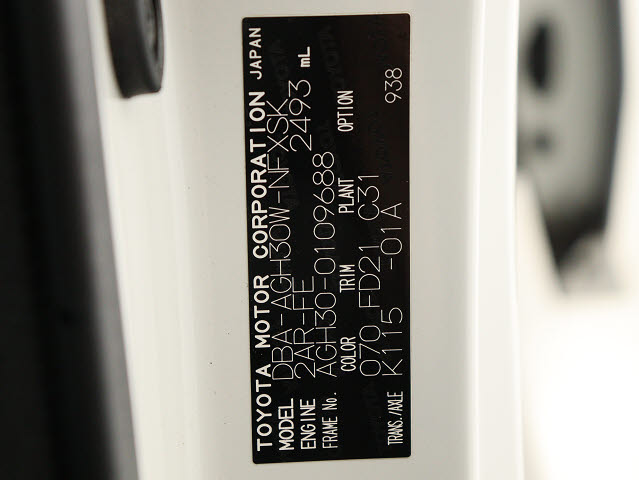 TOYOTA MOTOR CORPORATION JAPAN
MODEL DBA-AGH30W-NFXSK
ENGINE 2AR-FE 2493 mL
FRAME No. AGH30-0109688
COLOR TRIM PLANT OPTION
070 FD21 C31
TRANS./AXLE K115 -01A 938